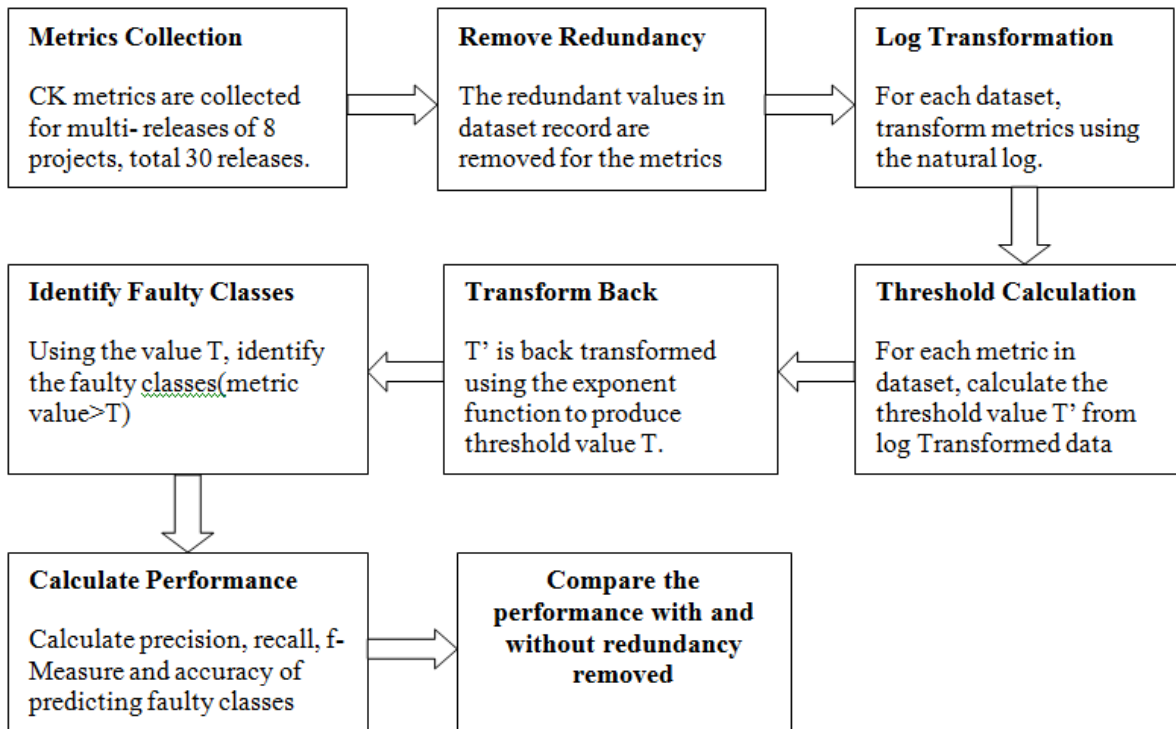 Metrics Collection
CK metrics are collected
for multi- releases of 8
projects, total 30 releases.
Remove Redundancy
The redundant values in
dataset record are
removed for the metrics
Log Transformation
For each dataset,
transform metrics using
the natural log.
Threshold Calculation
For each metric in
dataset, calculate the
threshold value T’ from
log Transformed data
Transform Back
T’ is back transformed
using the exponent
function to produce
threshold value T.
Identify Faulty Classes
Using the value T, identify
the faulty classes(metric
value>T)
Calculate Performance
Calculate precision, recall, f-
Measure and accuracy of
predicting faulty classes
Compare the
performance with and
without redundancy
removed